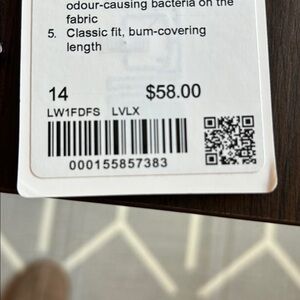 odour-causing bacteria on the
fabric
5. Classic fit, bum-covering
length
14 $58.00
LW1FDFS LVLX
000155857383